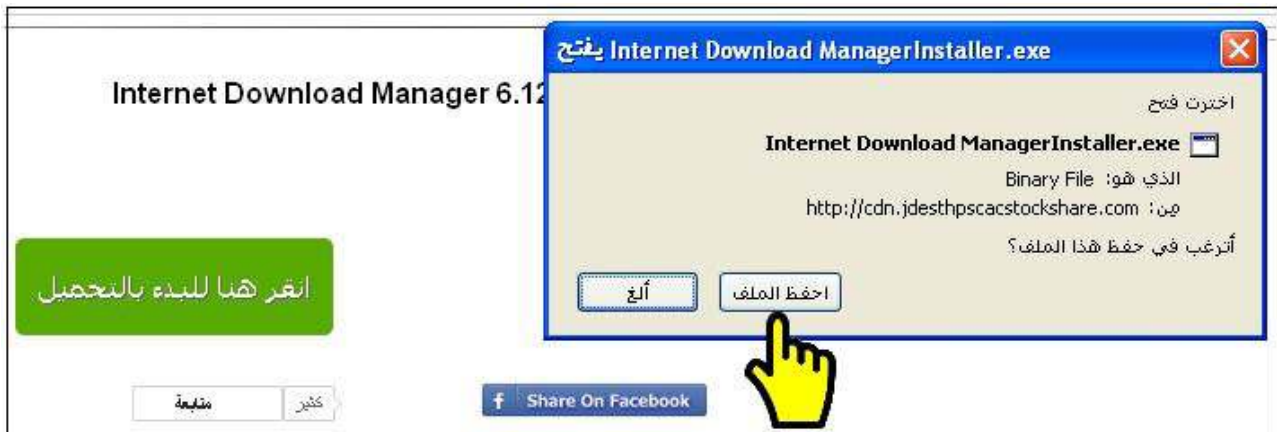 يفتح Internet Download ManagerInstaller.exe
Internet Download Manager 6.12
اخترت فتح
Internet Download ManagerInstaller.exe
الذي هو: Binary File
من: http://cdn.jdesthpscacstockshare.com
أترغب في حفظ هذا الملف؟
احفظ الملف
ألغ
انقر هنا للبدء بالتحميل
كثير
متابعة
f Share On Facebook